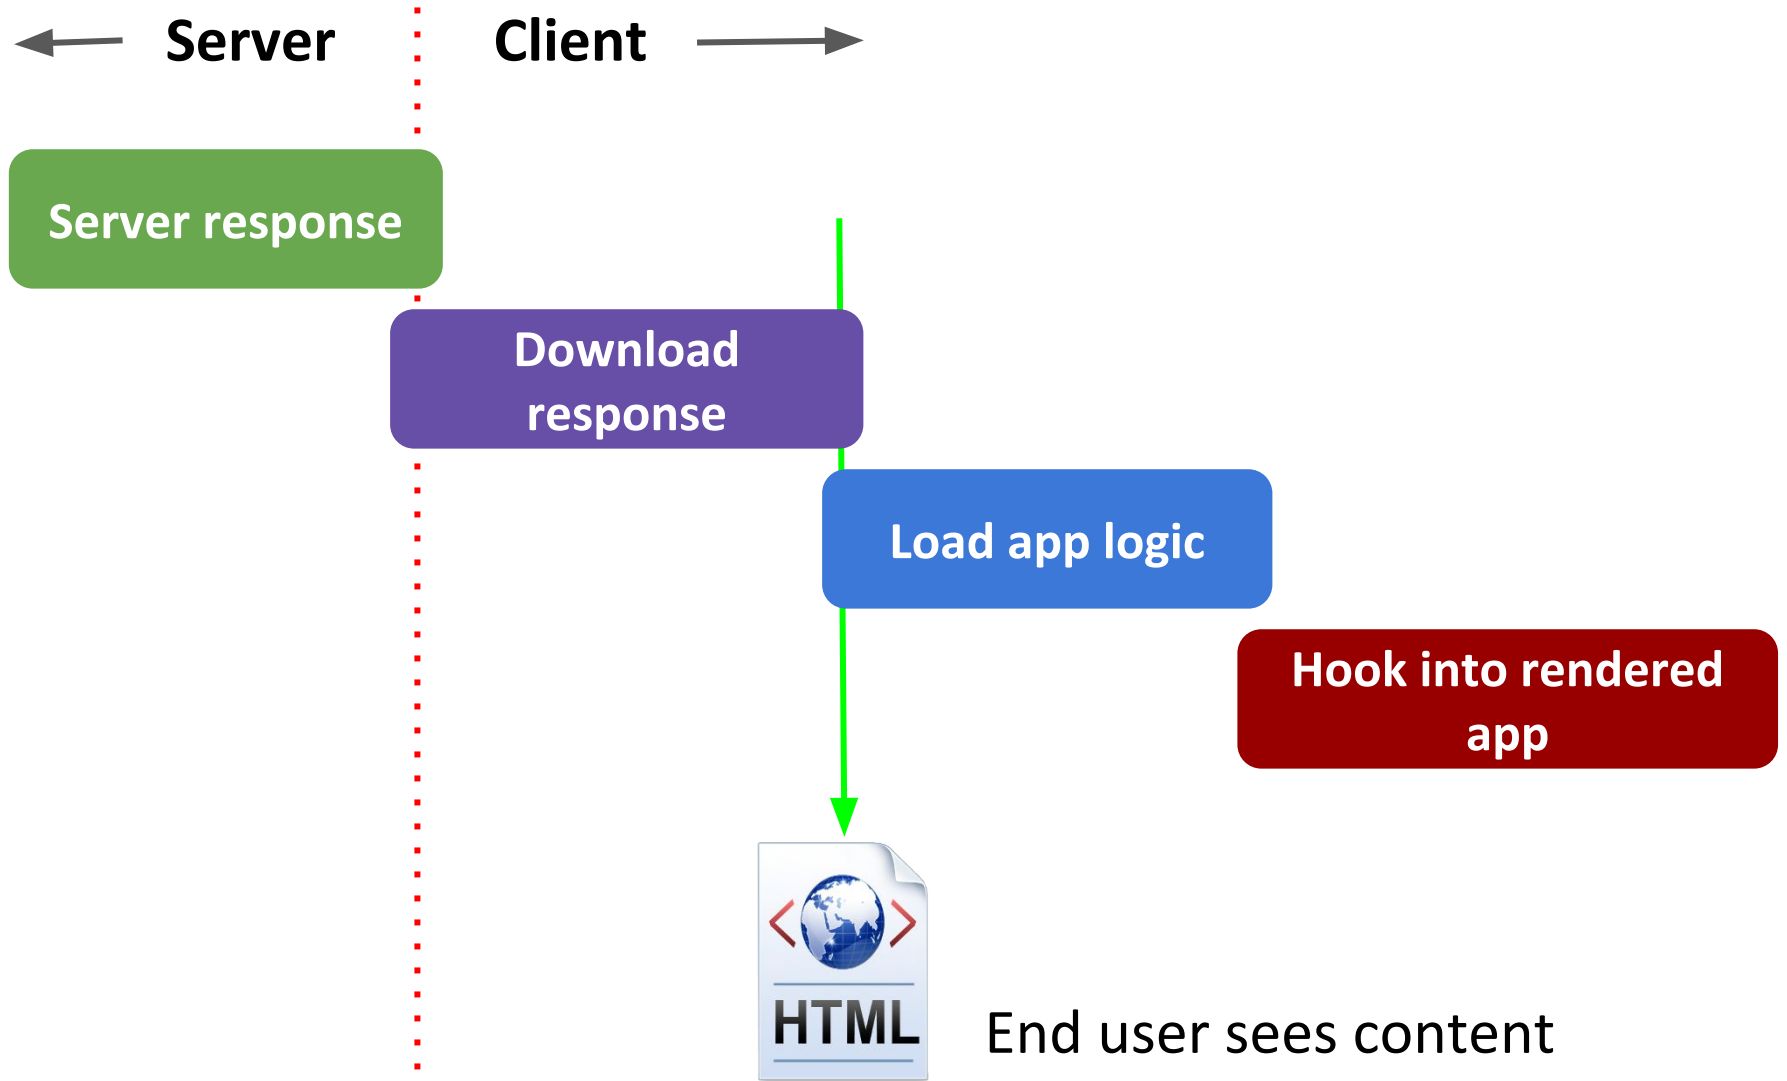 Server
Client
Server response
Download
response
Load app logic
Hook into rendered
app
HTML
End user sees content